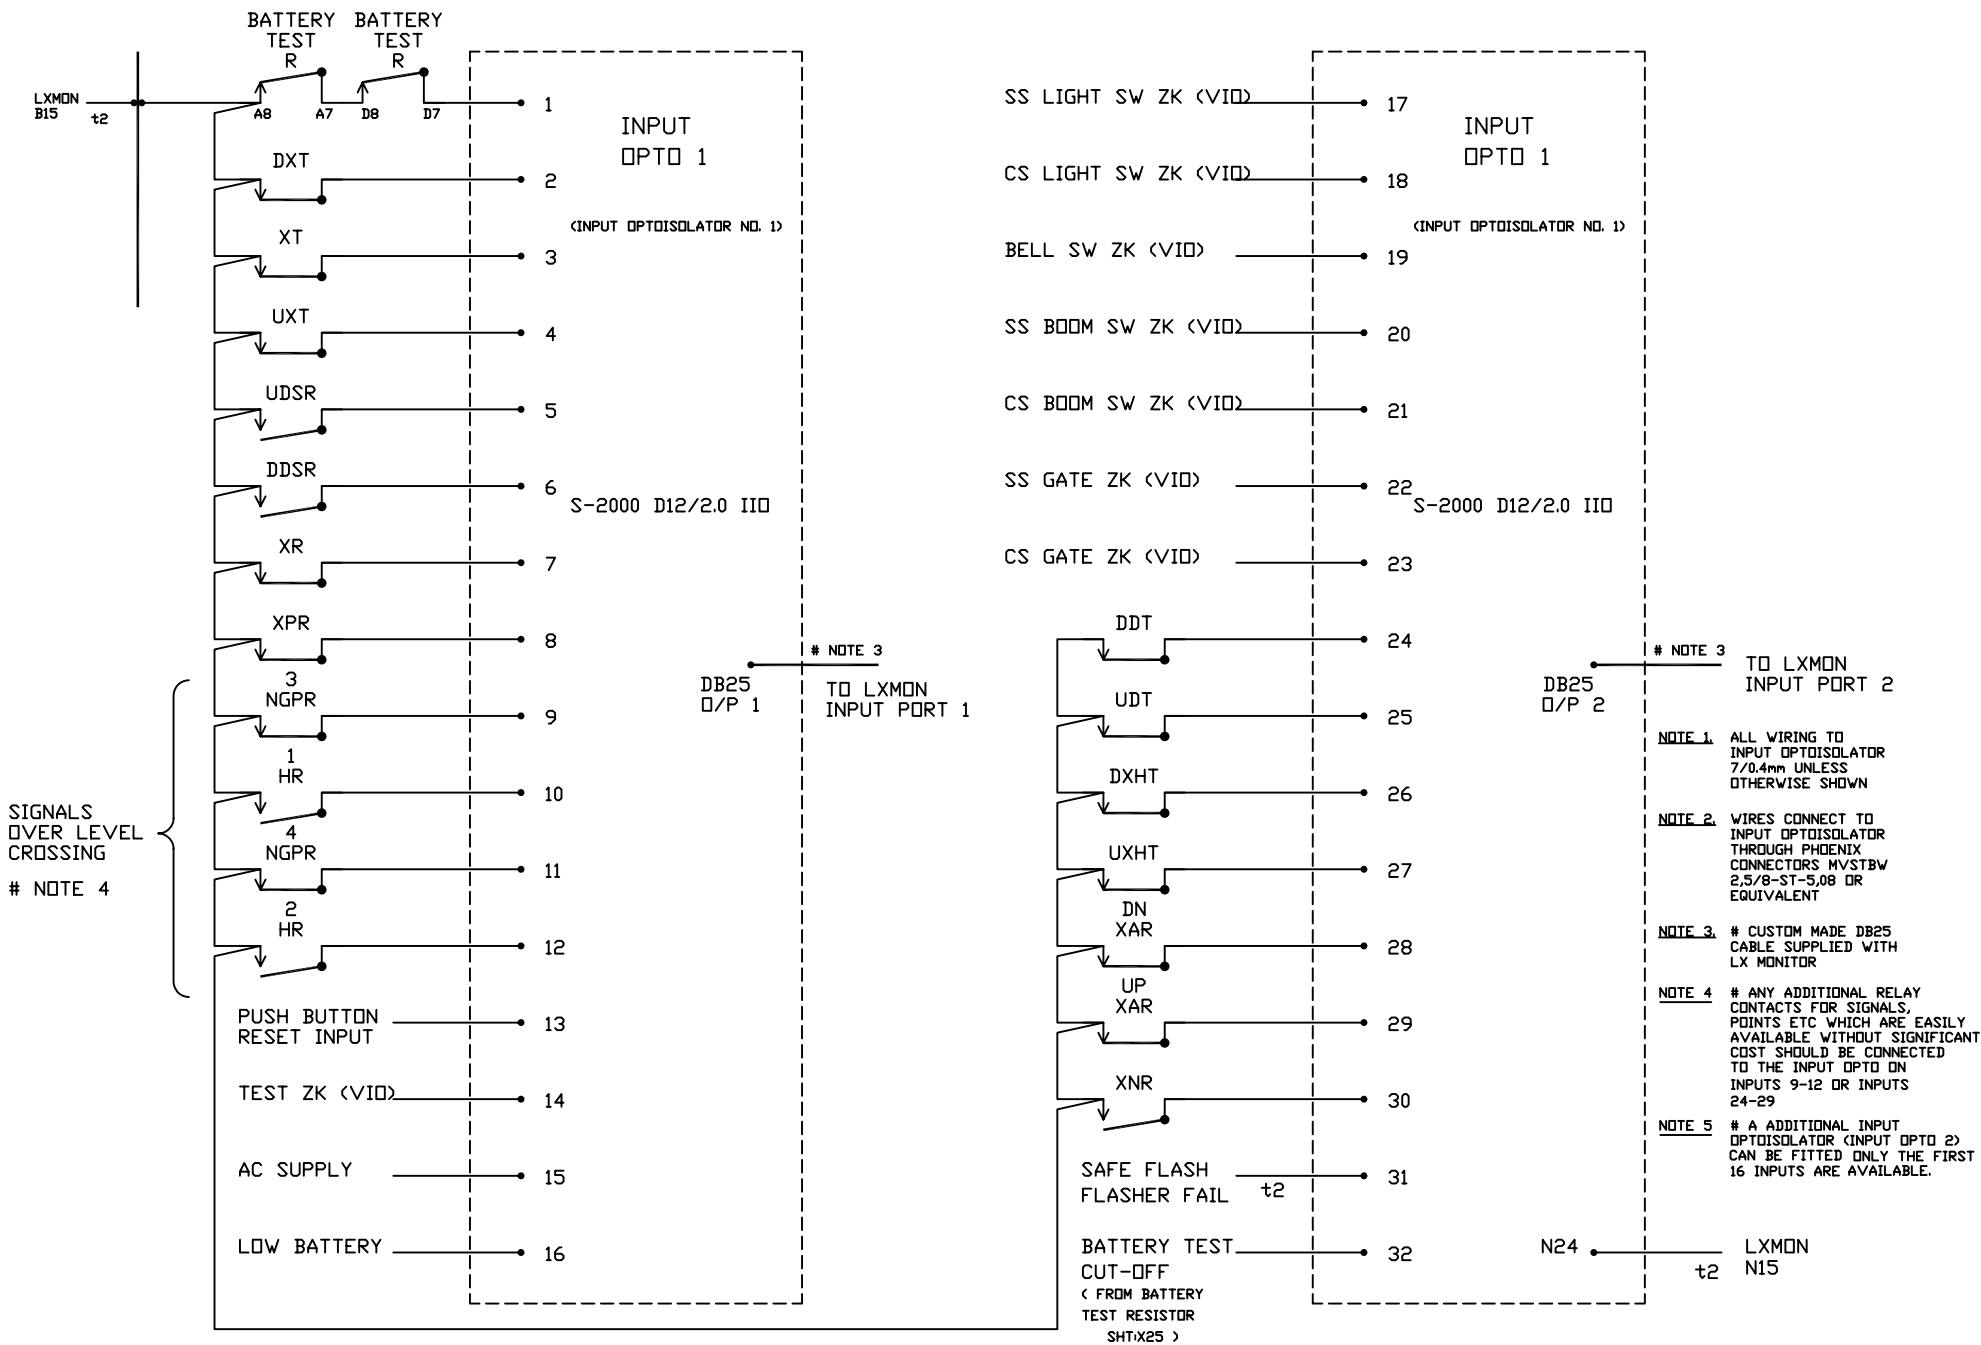 BATTERY
TEST
R
BATTERY
TEST
R
LXMON
B15
t2
A8
A7
D8
D7
1
DXT
2
XT
3
UXT
4
UDSR
5
DDSR
6
XR
7
XPR
8
3
NGPR
9
1
HR
10
4
NGPR
11
2
HR
12
SIGNALS
OVER LEVEL
CROSSING
# NOTE 4
PUSH BUTTON
RESET INPUT
13
TEST ZK (VIO)
14
AC SUPPLY
15
LOW BATTERY
16
INPUT
OPTO 1
(INPUT OPTOISOLATOR NO. 1)
S-2000 D12/2.0 IIO
DB25
O/P 1
# NOTE 3
TO LXMON
INPUT PORT 1
SS LIGHT SW ZK (VIO)
17
CS LIGHT SW ZK (VIO)
18
BELL SW ZK (VIO)
19
SS BOOM SW ZK (VIO)
20
CS BOOM SW ZK (VIO)
21
SS GATE ZK (VIO)
22
CS GATE ZK (VIO)
23
DDT
24
UDT
25
DXHT
26
UXHT
27
DN
XAR
28
UP
XAR
29
XNR
30
SAFE FLASH
FLASHER FAIL
t2
31
BATTERY TEST
CUT-OFF
( FROM BATTERY
TEST RESISTOR
SHT:X25 )
32
INPUT
OPTO 1
(INPUT OPTOISOLATOR NO. 1)
S-2000 D12/2.0 IIO
DB25
O/P 2
# NOTE 3
TO LXMON
INPUT PORT 2
N24
t2
LXMON
N15
NOTE 1. ALL WIRING TO
INPUT OPTOISOLATOR
7/0.4mm UNLESS
OTHERWISE SHOWN
NOTE 2. WIRES CONNECT TO
INPUT OPTOISOLATOR
THROUGH PHOENIX
CONNECTORS MVSTBW
2,5/8-ST-5,08 OR
EQUIVALENT
NOTE 3. # CUSTOM MADE DB25
CABLE SUPPLIED WITH
LX MONITOR
NOTE 4 # ANY ADDITIONAL RELAY
CONTACTS FOR SIGNALS,
POINTS ETC WHICH ARE EASILY
AVAILABLE WITHOUT SIGNIFICANT
COST SHOULD BE CONNECTED
TO THE INPUT OPTO ON
INPUTS 9-12 OR INPUTS
24-29
NOTE 5 # A ADDITIONAL INPUT
OPTOISOLATOR (INPUT OPTO 2)
CAN BE FITTED ONLY THE FIRST
16 INPUTS ARE AVAILABLE.